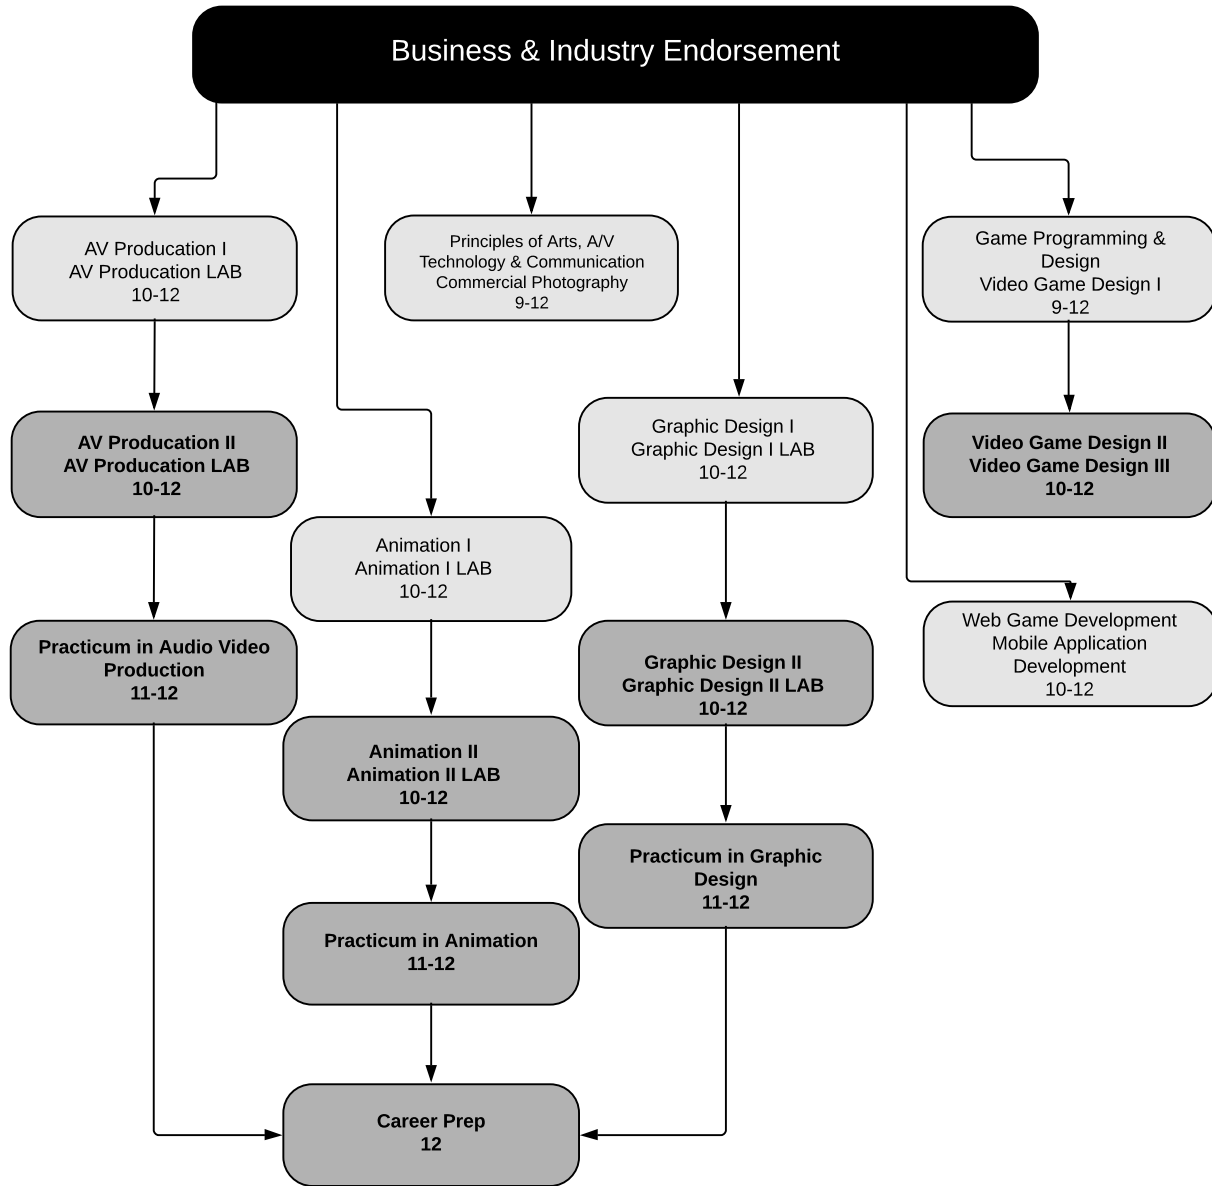 Business & Industry Endorsement
AV Producation I
AV Producation LAB
10-12
Principles of Arts, A/V
Technology & Communication
Commercial Photography
9-12
Game Programming &
Design
Video Game Design I
9-12
AV Producation II
AV Producation LAB
10-12
Graphic Design I
Graphic Design I LAB
10-12
Video Game Design II
Video Game Design III
10-12
Animation I
Animation I LAB
10-12
Practicum in Audio Video
Production
11-12
Graphic Design II
Graphic Design II LAB
10-12
Web Game Development
Mobile Application
Development
10-12
Animation II
Animation II LAB
10-12
Practicum in Graphic
Design
11-12
Practicum in Animation
11-12
Career Prep
12